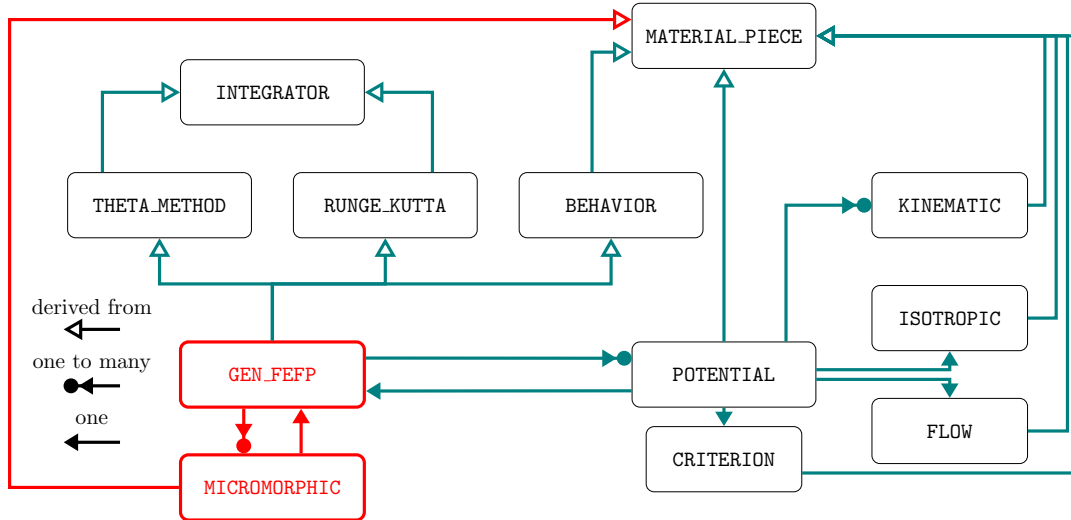 MATERIAL_PIECE
INTEGRATOR
THETA_METHOD
RUNGE_KUTTA
BEHAVIOR
KINEMATIC
derived from
ISOTROPIC
one to many
GEN_FEFP
POTENTIAL
one
FLOW
CRITERION
MICROMORPHIC